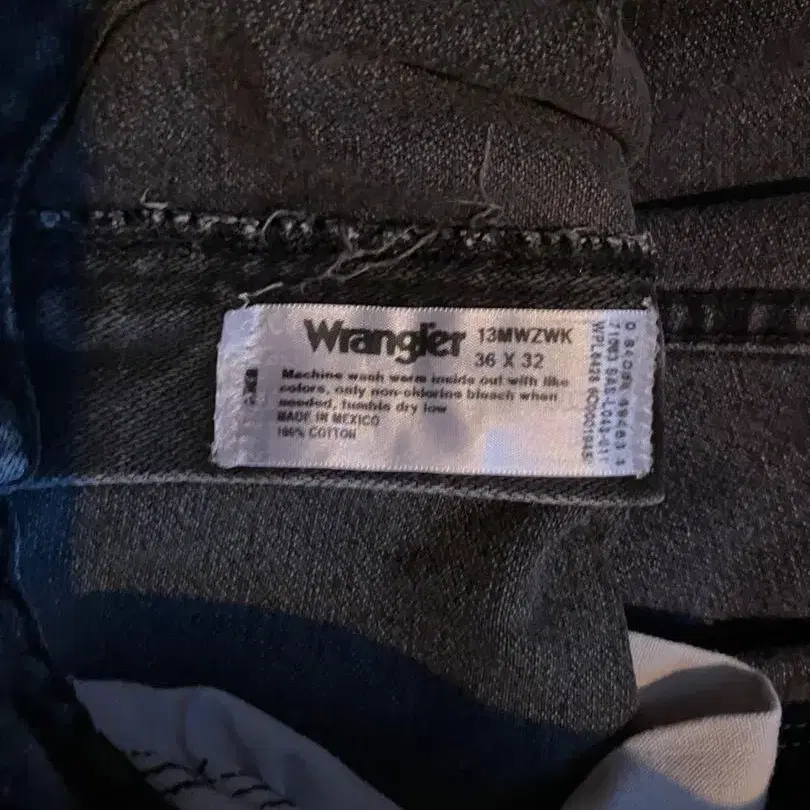 Wrangler 13MWZWK
36 X 32
Machine wash warm inside out with like
colors, only non-chlorine bleach when
needed, tumble dry low
MADE IN MEXICO
100% COTTON